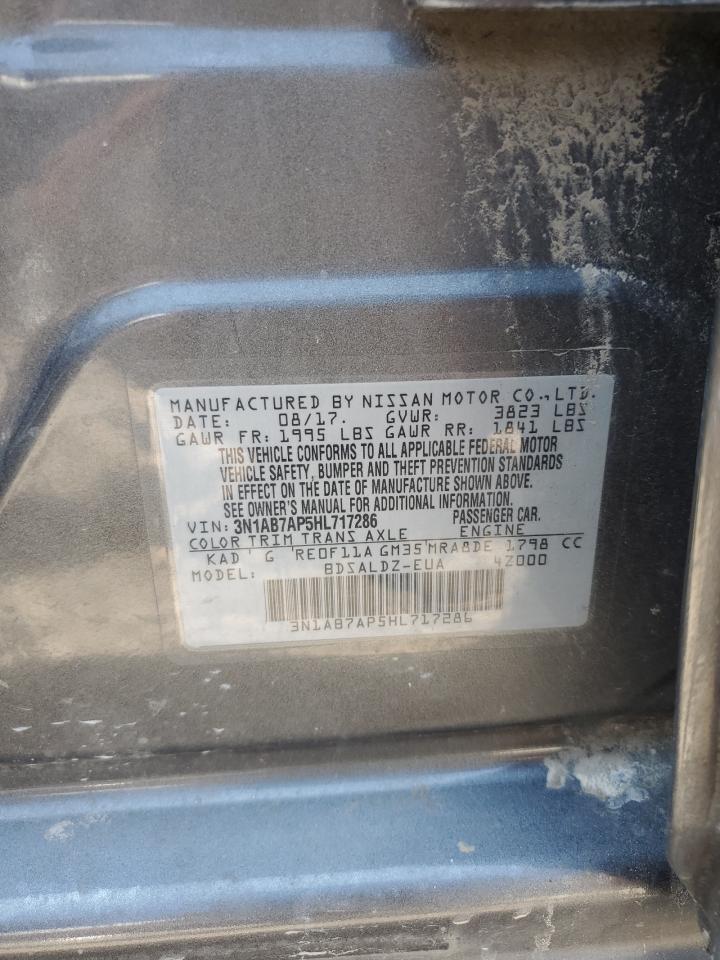 MANUFACTURED BY NISSAN MOTOR CO., LTD.
DATE: 08/17. GVWR: 3823 LBS
GAWR FR: 1995 LBS GAWR RR: 1841 LBS
THIS VEHICLE CONFORMS TO ALL APPLICABLE FEDERAL MOTOR
VEHICLE SAFETY, BUMPER AND THEFT PREVENTION STANDARDS
IN EFFECT ON THE DATE OF MANUFACTURE SHOWN ABOVE.
SEE OWNER'S MANUAL FOR ADDITIONAL INFORMATION.
VIN: 3N1AB7AP5HL717286 PASSENGER CAR.
COLOR TRIM TRANS AXLE ENGINE
KAD G RE0F11A GM35 MRA8DE 1798 CC
MODEL: BDSALDZ-EUA 4Z000
3N1AB7AP5HL717286